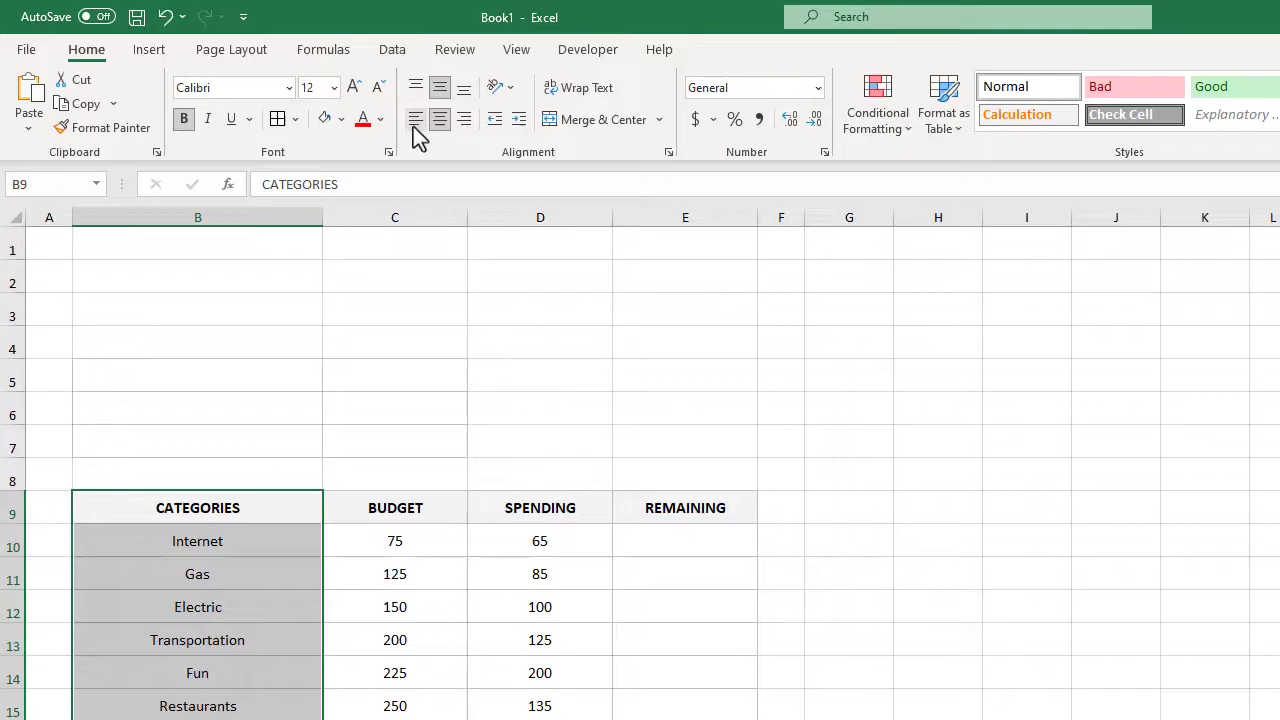 AutoSave Off Book1 - Excel Search
File Home Insert Page Layout Formulas Data Review View Developer Help
Paste Cut Copy Format Painter Clipboard
Calibri 12 B I U A A A Font
ab Wrap Text Merge & Center Alignment
General $ % , Number
Conditional Formatting Format as Table
Normal Bad Good
Calculation Check Cell Explanatory ...
Styles
B9 fx CATEGORIES
A B C D E F G H I J K L
1
2
3
4
5
6
7
8
9 CATEGORIES BUDGET SPENDING REMAINING
10 Internet 75 65
11 Gas 125 85
12 Electric 150 100
13 Transportation 200 125
14 Fun 225 200
15 Restaurants 250 135